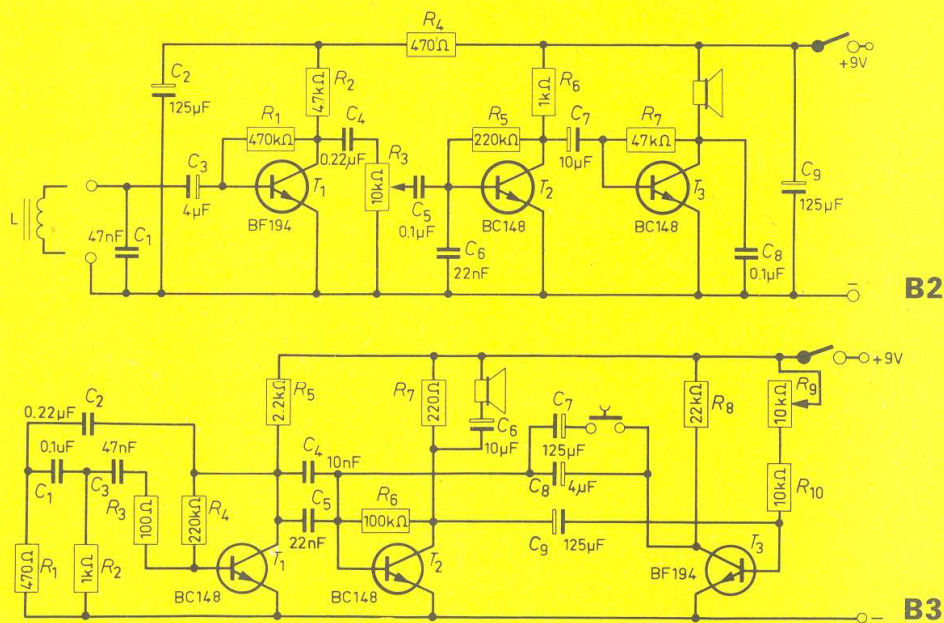 R4
470Ω
+9V
C2
125µF
R2
47kΩ
R6
1kΩ
R1
470kΩ
C4
0.22µF
R3
10kΩ
R5
220kΩ
C7
10µF
R7
47kΩ
C3
4µF
T1
BF194
C5
0.1µF
T2
BC148
T3
BC148
C9
125µF
L
47nF
C1
C6
22nF
C8
0.1µF
−
B2
+9V
R5
2.2kΩ
R7
220Ω
C6
10µF
C7
125µF
R8
22kΩ
R9
10kΩ
C2
0.22µF
0.1uF
47nF
C1
C3
R3
100Ω
R4
220kΩ
C4
10nF
C5
22nF
R6
100kΩ
C8
4µF
C9
125µF
R10
10kΩ
R1
470Ω
R2
1kΩ
T1
BC148
T2
BC148
T3
BF194
−
B3